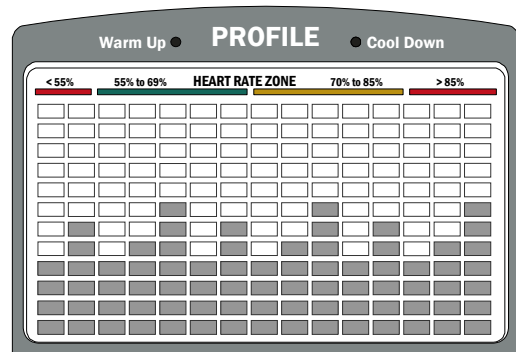 Warm Up PROFILE Cool Down
< 55% 55% to 69% HEART RATE ZONE 70% to 85% > 85%